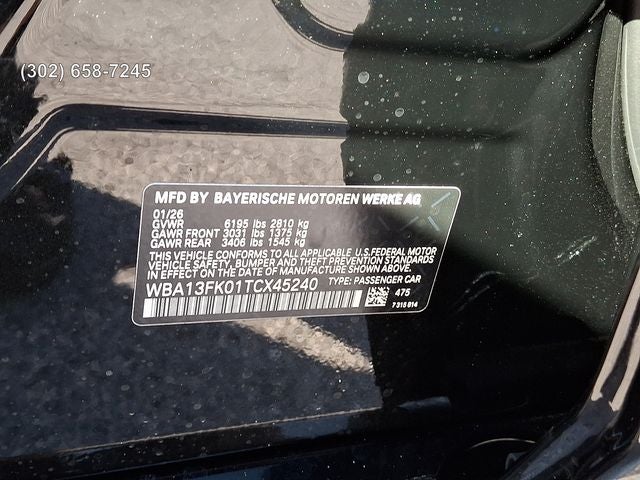 (302) 658-7245
MFD BY BAYERISCHE MOTOREN WERKE AG
01/26
GVWR 6195 lbs 2810 kg
GAWR FRONT 3031 lbs 1375 kg
GAWR REAR 3406 lbs 1545 kg
THIS VEHICLE CONFORMS TO ALL APPLICABLE U.S.FEDERAL MOTOR
VEHICLE SAFETY, BUMPER AND THEFT PREVENTION STANDARDS
IN EFFECT ON THE DATE OF MANUFACTURE SHOWN ABOVE.
WBA13FK01TCX45240 TYPE: PASSENGER CAR
475
7 315 814